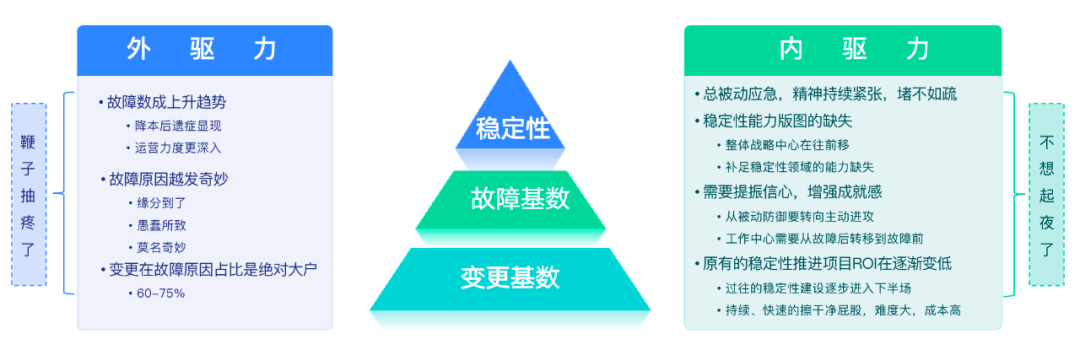 鞭子抽疼了
外驱力
• 故障数成上升趋势
• 降本后遗症显现
• 运营力度更深入
• 故障原因越发奇妙
• 缘分到了
• 愚蠢所致
• 莫名奇妙
• 变更在故障原因占比是绝对大户
• 60-75%
稳定性
故障基数
变更基数
内驱力
• 总被动应急，精神持续紧张，堵不如疏
• 稳定性能力版图的缺失
• 整体战略中心在往前移
• 补足稳定性领域的能力缺失
• 需要提振信心，增强成就感
• 从被动防御要转向主动进攻
• 工作中心需要从故障后转移到故障前
• 原有的稳定性推进项目ROI在逐渐变低
• 过往的稳定性建设逐步进入下半场
• 持续、快速的擦干净屁股，难度大，成本高
不想起夜了